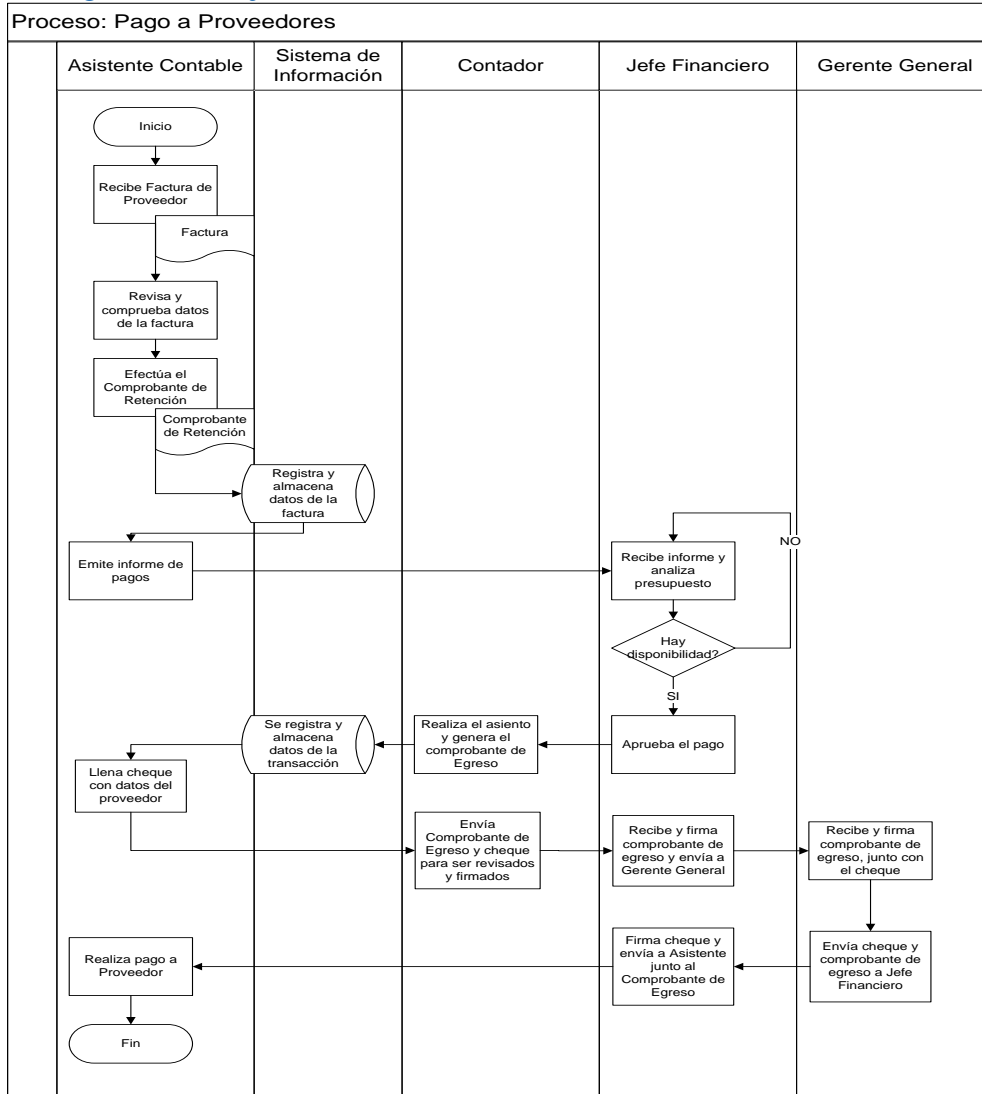 Proceso: Pago a Proveedores
Asistente Contable
Sistema de
Información
Contador
Jefe Financiero
Gerente General
Inicio
Recibe Factura de
Proveedor
Factura
Revisa y
comprueba datos
de la factura
Efectúa el
Comprobante de
Retención
Comprobante
de Retención
Registra y
almacena
datos de la
factura
Emite informe de
pagos
Recibe informe y
analiza
presupuesto
NO
Hay
disponibilidad?
SI
Aprueba el pago
Realiza el asiento
y genera el
comprobante de
Egreso
Se registra y
almacena
datos de la
transacción
Llena cheque
con datos del
proveedor
Envía
Comprobante de
Egreso y cheque
para ser revisados
y firmados
Recibe y firma
comprobante de
egreso y envía a
Gerente General
Recibe y firma
comprobante de
egreso, junto con
el cheque
Envía cheque y
comprobante de
egreso a Jefe
Financiero
Firma cheque y
envía a Asistente
junto al
Comprobante de
Egreso
Realiza pago a
Proveedor
Fin